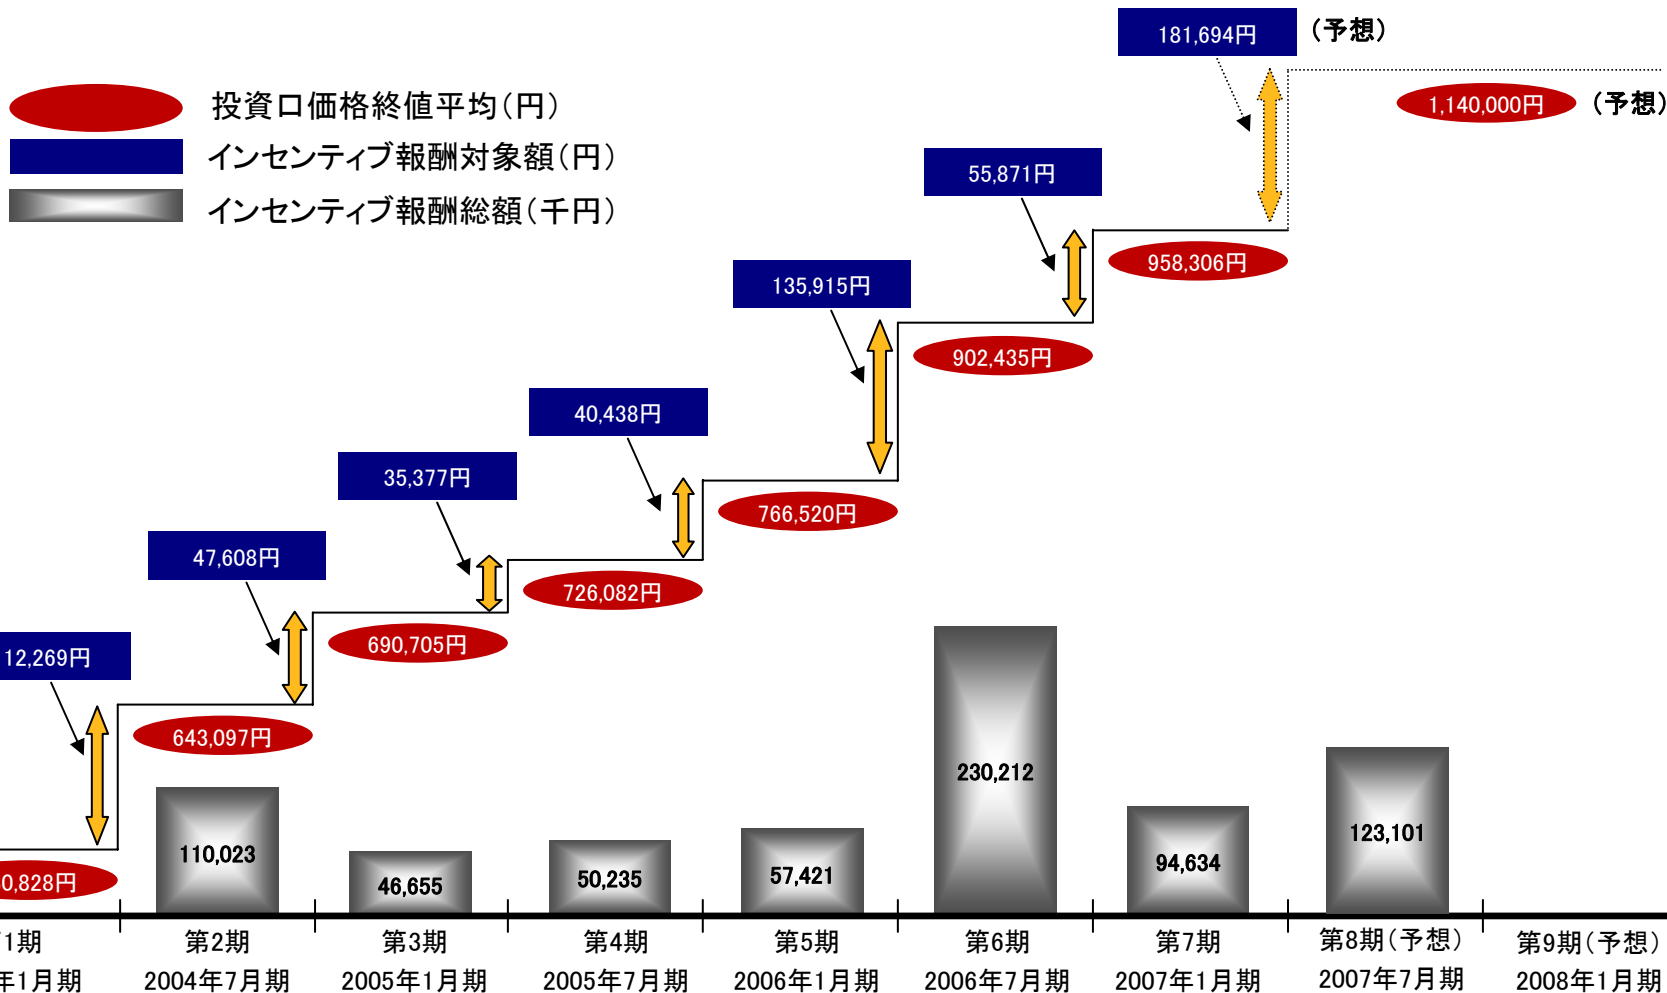 181,694円
(予想)
投資口価格終値平均(円)
1,140,000円
(予想)
インセンティブ報酬対象額(円)
55,871円
インセンティブ報酬総額(千円)
958,306円
135,915円
902,435円
40,438円
35,377円
766,520円
47,608円
726,082円
690,705円
12,269円
643,097円
230,212
110,023
46,655
50,235
57,421
94,634
123,101
0,828円
1期
第2期
第3期
第4期
第5期
第6期
第7期
第8期(予想)
第9期(予想)
年1月期
2004年7月期
2005年1月期
2005年7月期
2006年1月期
2006年7月期
2007年1月期
2007年7月期
2008年1月期